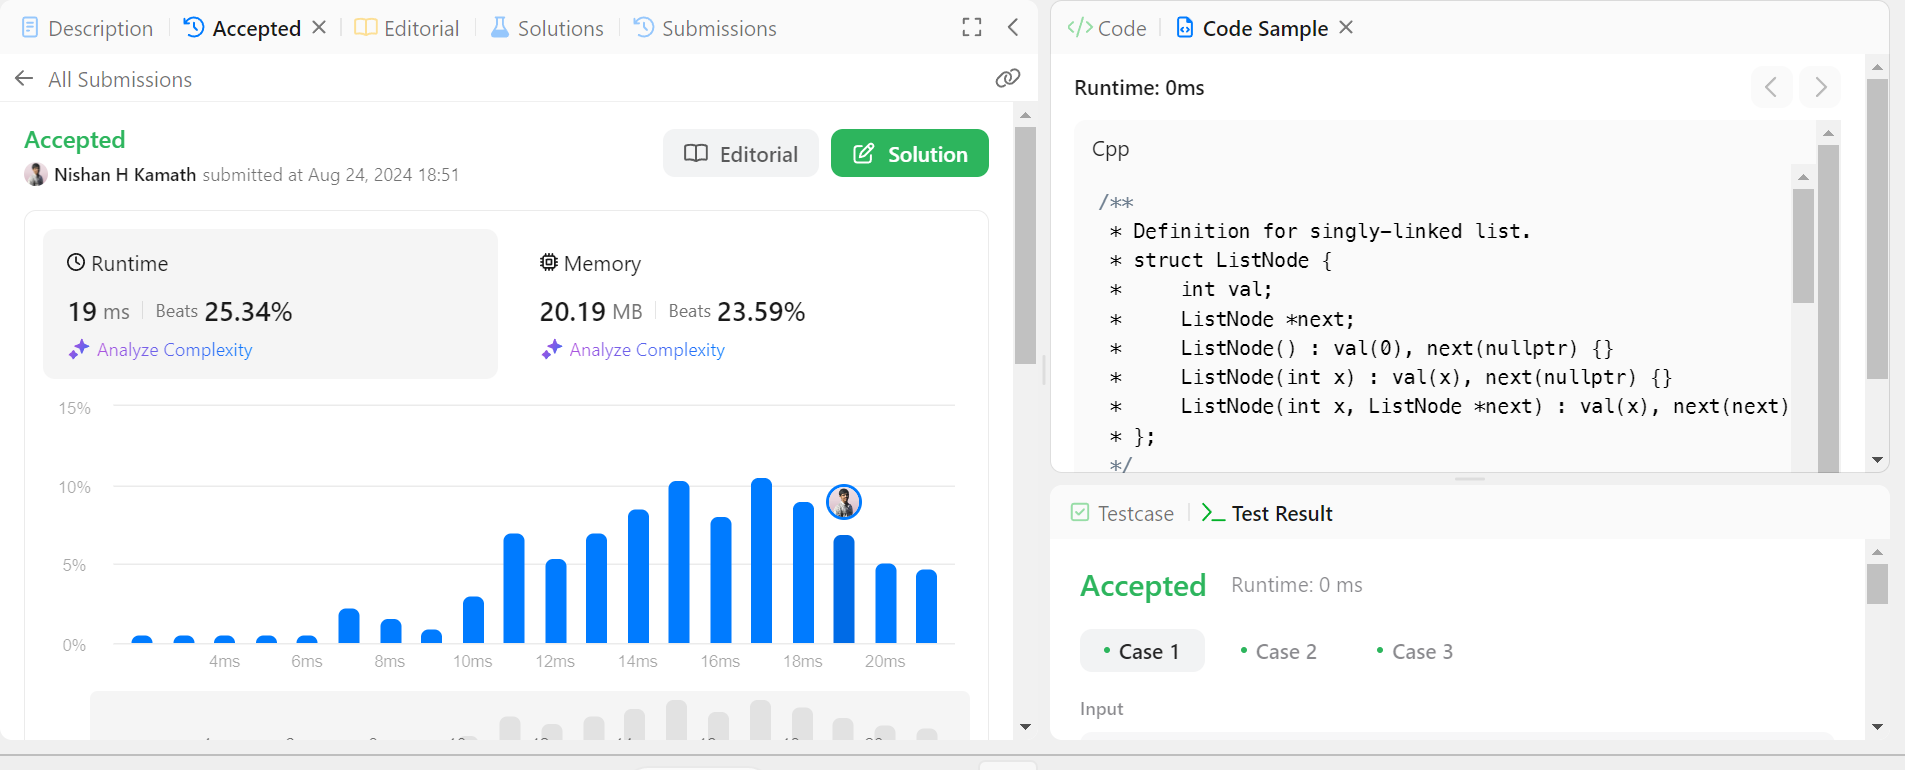 Description
Accepted
Editorial
Solutions
Submissions
All Submissions
Accepted
Nishan H Kamath submitted at Aug 24, 2024 18:51
Editorial
Solution
Runtime
19 ms
Beats 25.34%
Analyze Complexity
Memory
20.19 MB
Beats 23.59%
Analyze Complexity
15%
10%
5%
0%
4ms 6ms 8ms 10ms 12ms 14ms 16ms 18ms 20ms
</> Code
Code Sample
Runtime: 0ms
Cpp
/**
 * Definition for singly-linked list.
 * struct ListNode {
 *     int val;
 *     ListNode *next;
 *     ListNode() : val(0), next(nullptr) {}
 *     ListNode(int x) : val(x), next(nullptr) {}
 *     ListNode(int x, ListNode *next) : val(x), next(next)
 * };
 */
Testcase
Test Result
Accepted
Runtime: 0 ms
Case 1
Case 2
Case 3
Input